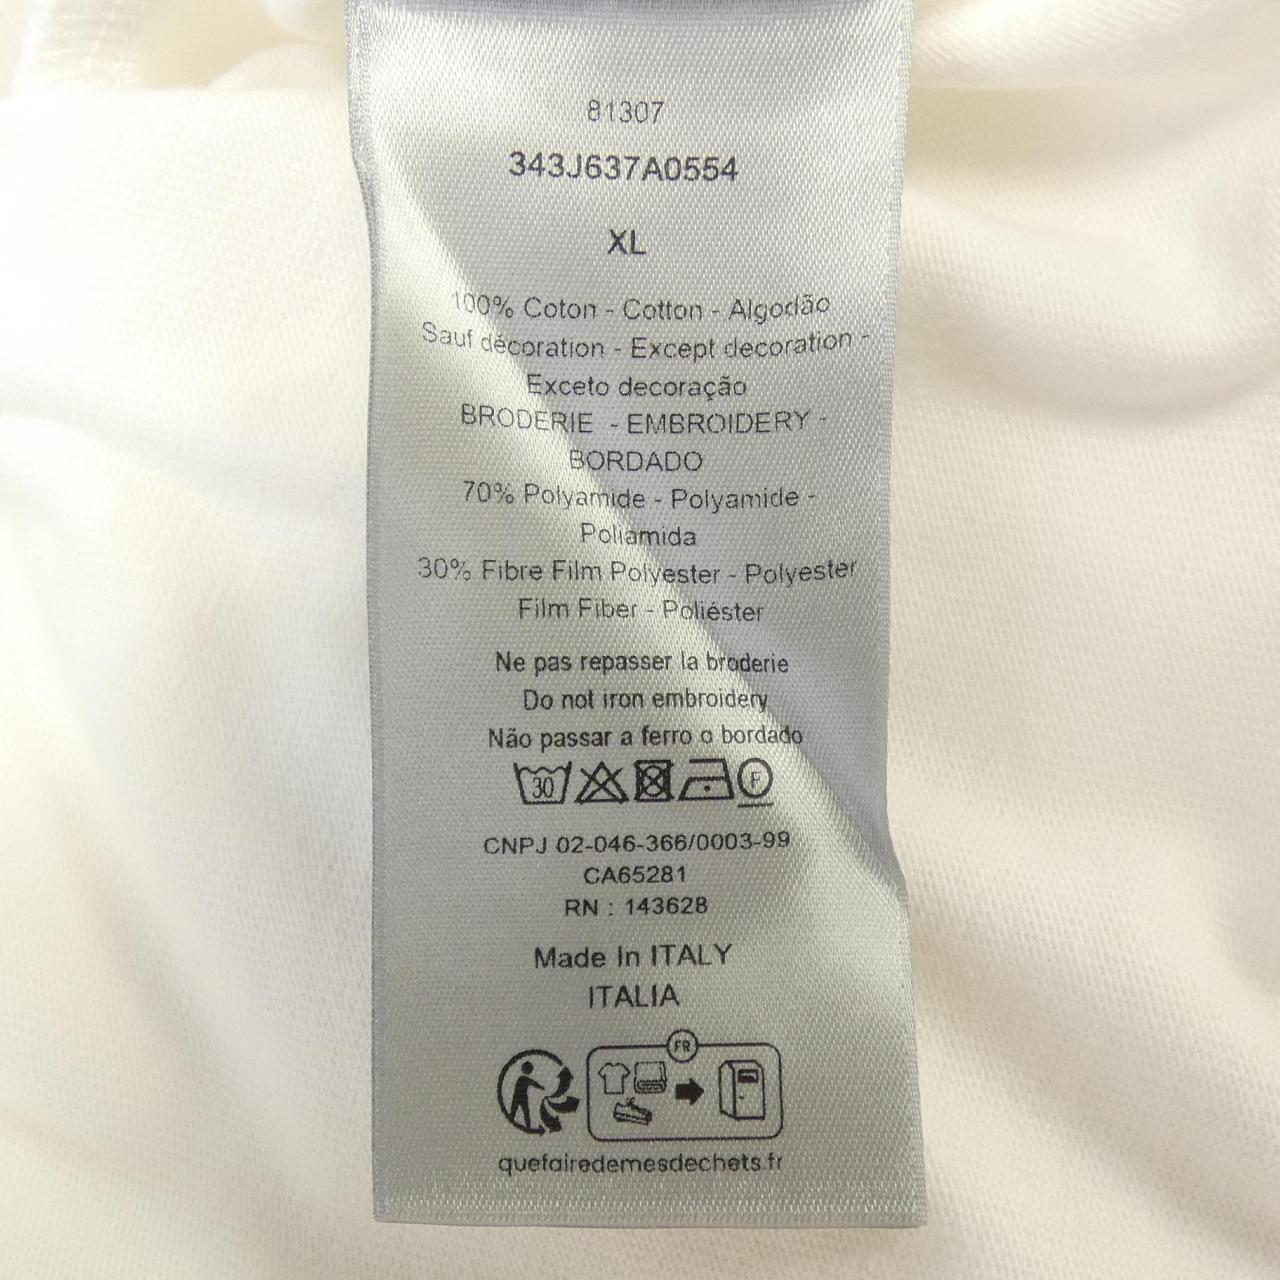 81307
343J637A0554
XL
100% Coton - Cotton - Algodão
Sauf décoration - Except decoration -
Exceto decoração
BRODERIE - EMBROIDERY -
BORDADO
70% Polyamide - Polyamide -
Poliamida
30% Fibre Film Polyester - Polyester
Film Fiber - Poliéster
Ne pas repasser la broderie
Do not iron embroidery
Não passar a ferro o bordado
30 F
CNPJ 02-046-366/0003-99
CA65281
RN : 143628
Made In ITALY
ITALIA
FR
quefairedemesdechets.fr